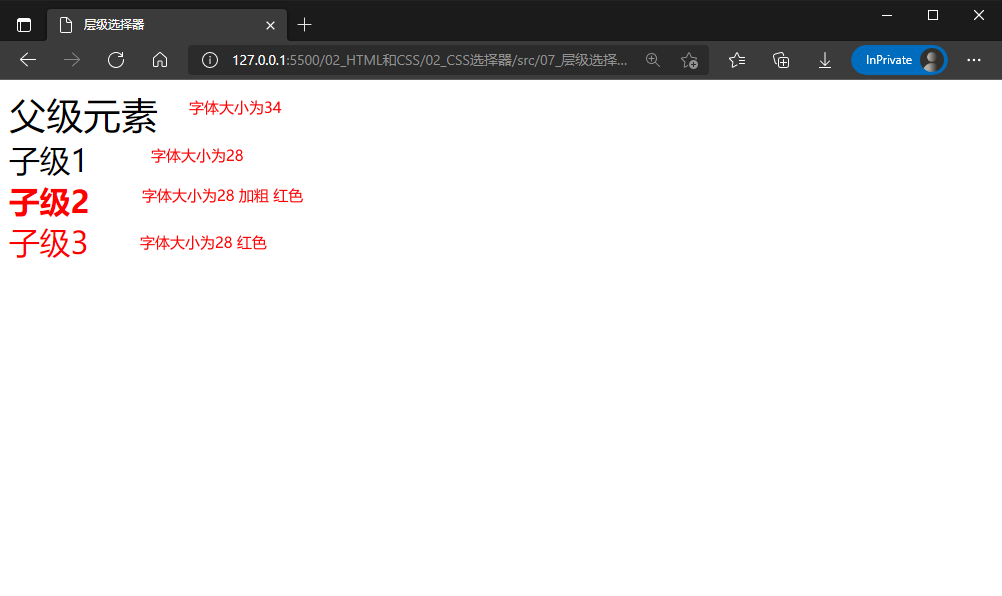 层级选择器
127.0.0.1:5500/02_HTML和CSS/02_CSS选择器/src/07_层级选择...
InPrivate
父级元素 字体大小为34
子级1 字体大小为28
子级2 字体大小为28 加粗 红色
子级3 字体大小为28 红色